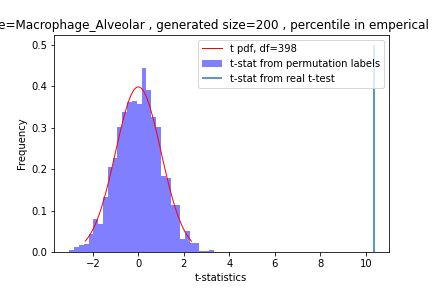 e=Macrophage_Alveolar , generated size=200 , percentile in emperical
t pdf, df=398
t-stat from permutation labels
t-stat from real t-test
0.5
0.4
0.3
0.2
0.1
0.0
Frequency
−2 0 2 4 6 8 10
t-statistics